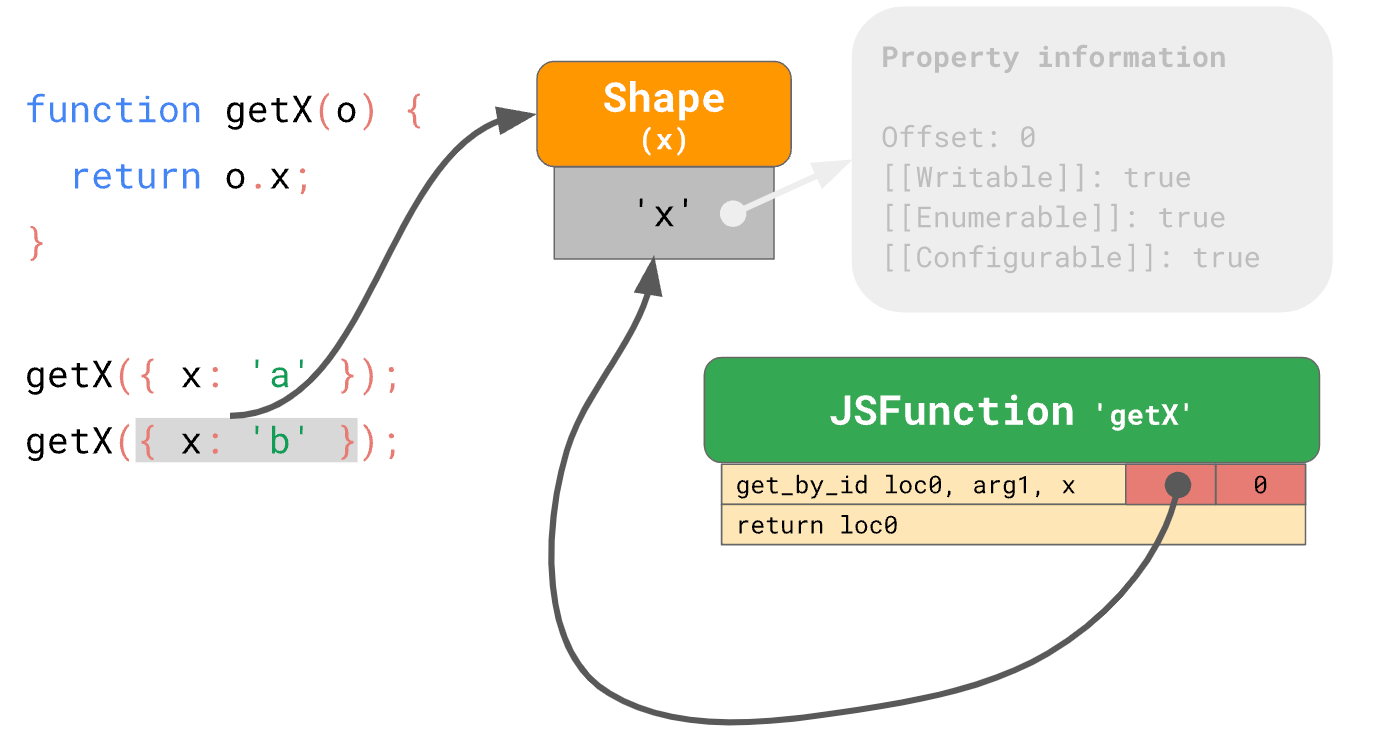 function getX(o) {
return o.x;
}
getX({ x: 'a' });
getX({ x: 'b' });
Shape
(x)
'x'
Property information
Offset: 0
[[Writable]]: true
[[Enumerable]]: true
[[Configurable]]: true
JSFunction 'getX'
get_by_id loc0, arg1, x
0
return loc0